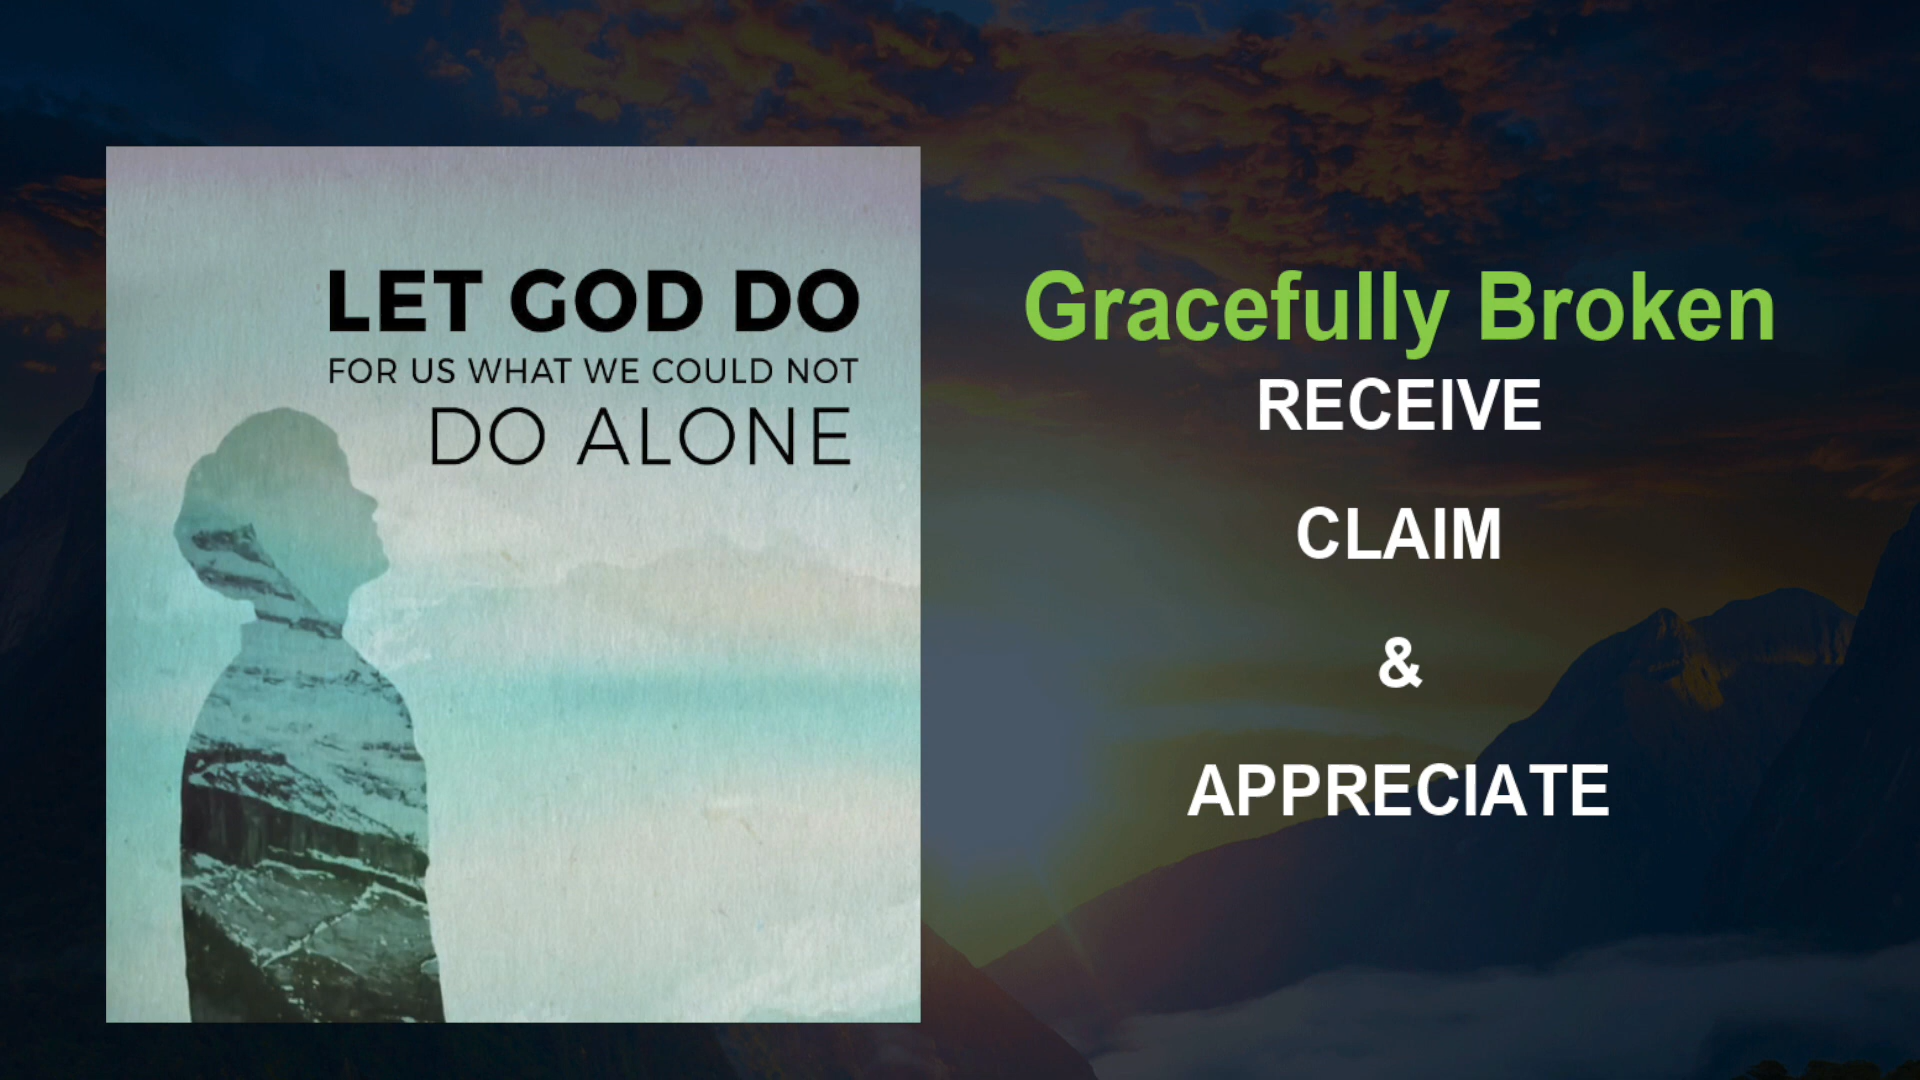 LET GOD DO
FOR US WHAT WE COULD NOT
DO ALONE
Gracefully Broken
RECEIVE
CLAIM
&
APPRECIATE